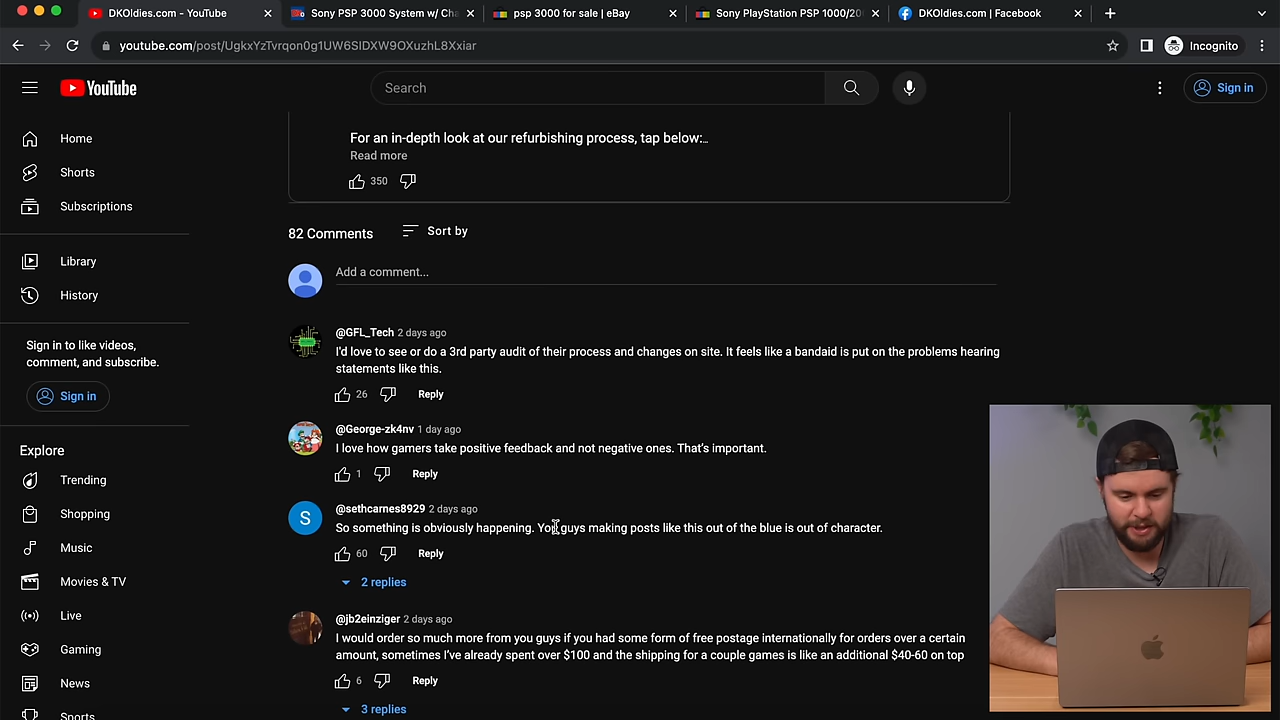 DKOldies.com - YouTube
Sony PSP 3000 System w/ Cha
psp 3000 for sale | eBay
Sony PlayStation PSP 1000/20
DKOldies.com | Facebook
youtube.com/post/UgkxYzTvrqon0g1UW6SIDXW9OXuzhL8Xxiar
Incognito
YouTube
Search
Sign in
Home
Shorts
Subscriptions
Library
History
Sign in to like videos,
comment, and subscribe.
Sign in
Explore
Trending
Shopping
Music
Movies & TV
Live
Gaming
News
Sports
For an in-depth look at our refurbishing process, tap below:...
Read more
350
82 Comments
Sort by
Add a comment...
@GFL_Tech 2 days ago
I'd love to see or do a 3rd party audit of their process and changes on site. It feels like a bandaid is put on the problems hearing
statements like this.
26
Reply
@George-zk4nv 1 day ago
I love how gamers take positive feedback and not negative ones. That's important.
1
Reply
S
@sethcarnes8929 2 days ago
So something is obviously happening. You guys making posts like this out of the blue is out of character.
60
Reply
2 replies
@jb2einziger 2 days ago
I would order so much more from you guys if you had some form of free postage internationally for orders over a certain
amount, sometimes I've already spent over $100 and the shipping for a couple games is like an additional $40-60 on top
6
Reply
3 replies